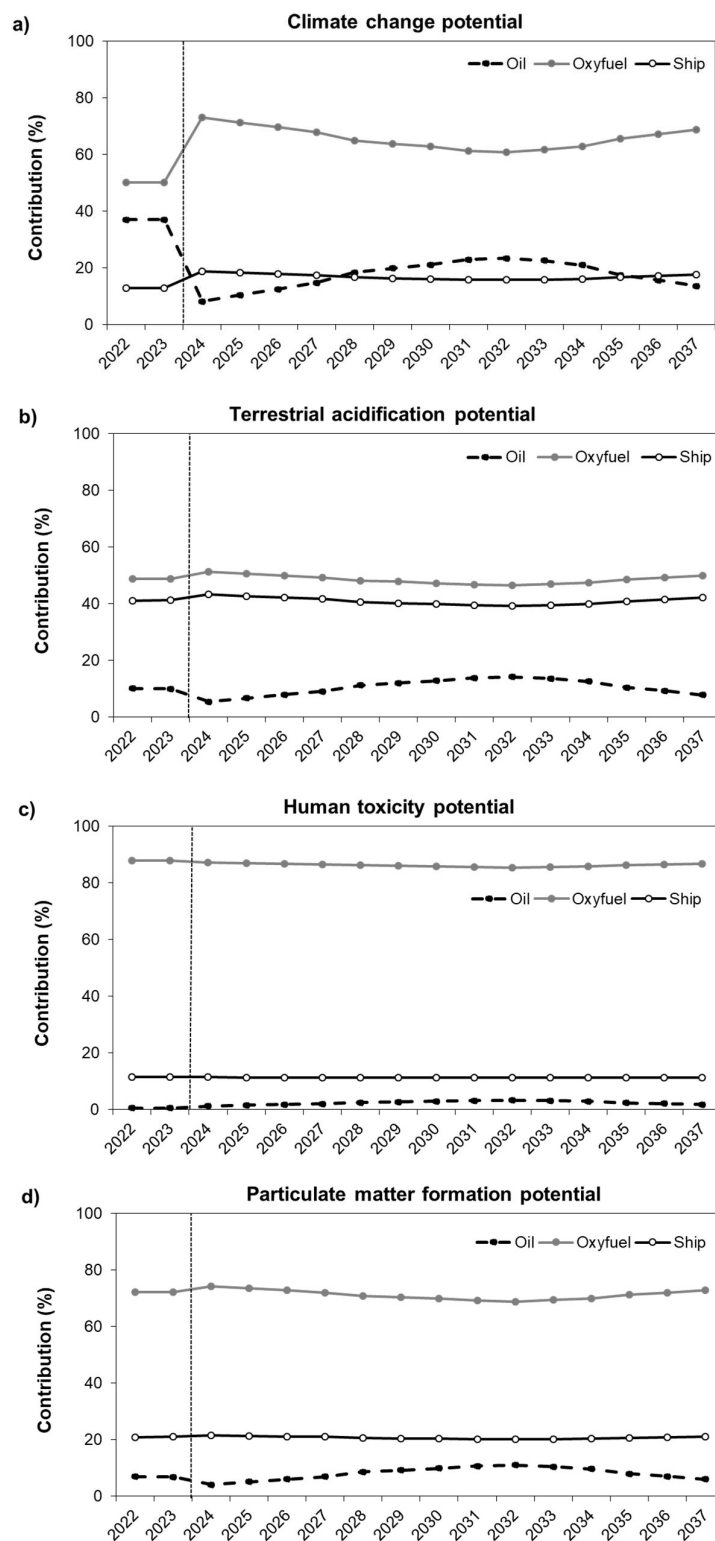 a)
Climate change potential
Oil Oxyfuel Ship
Contribution (%)
100
80
60
40
20
0
2022 2023 2024 2025 2026 2027 2028 2029 2030 2031 2032 2033 2034 2035 2036 2037
b)
Terrestrial acidification potential
Oil Oxyfuel Ship
Contribution (%)
100
80
60
40
20
0
2022 2023 2024 2025 2026 2027 2028 2029 2030 2031 2032 2033 2034 2035 2036 2037
c)
Human toxicity potential
Oil Oxyfuel Ship
Contribution (%)
100
80
60
40
20
0
2022 2023 2024 2025 2026 2027 2028 2029 2030 2031 2032 2033 2034 2035 2036 2037
d)
Particulate matter formation potential
Oil Oxyfuel Ship
Contribution (%)
100
80
60
40
20
0
2022 2023 2024 2025 2026 2027 2028 2029 2030 2031 2032 2033 2034 2035 2036 2037